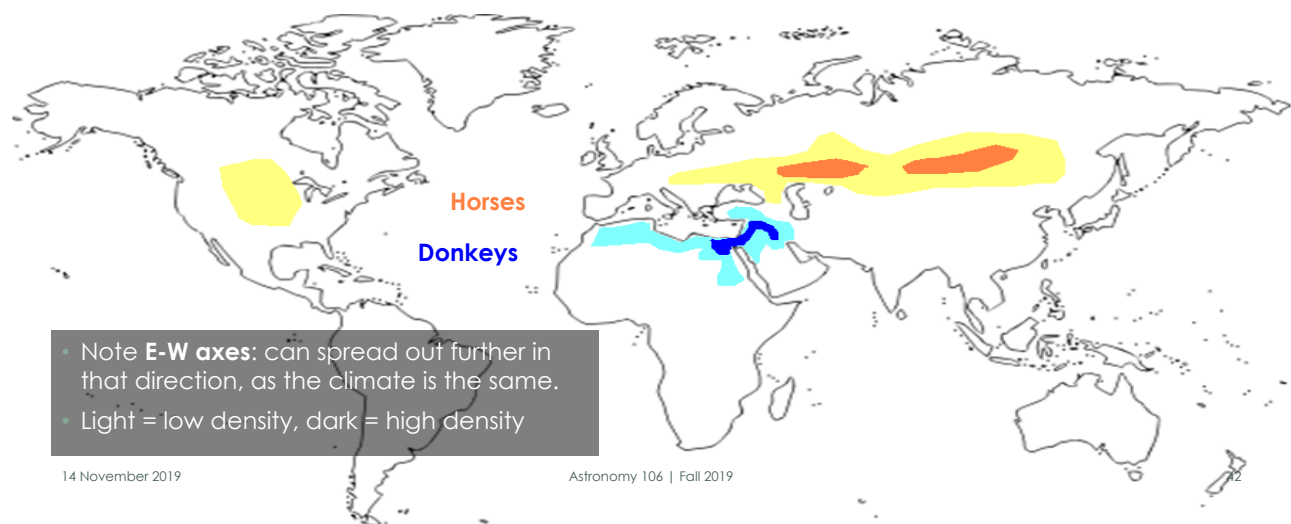 Horses
Donkeys
• Note E-W axes: can spread out further in
that direction, as the climate is the same.
• Light = low density, dark = high density
14 November 2019
Astronomy 106 | Fall 2019
42